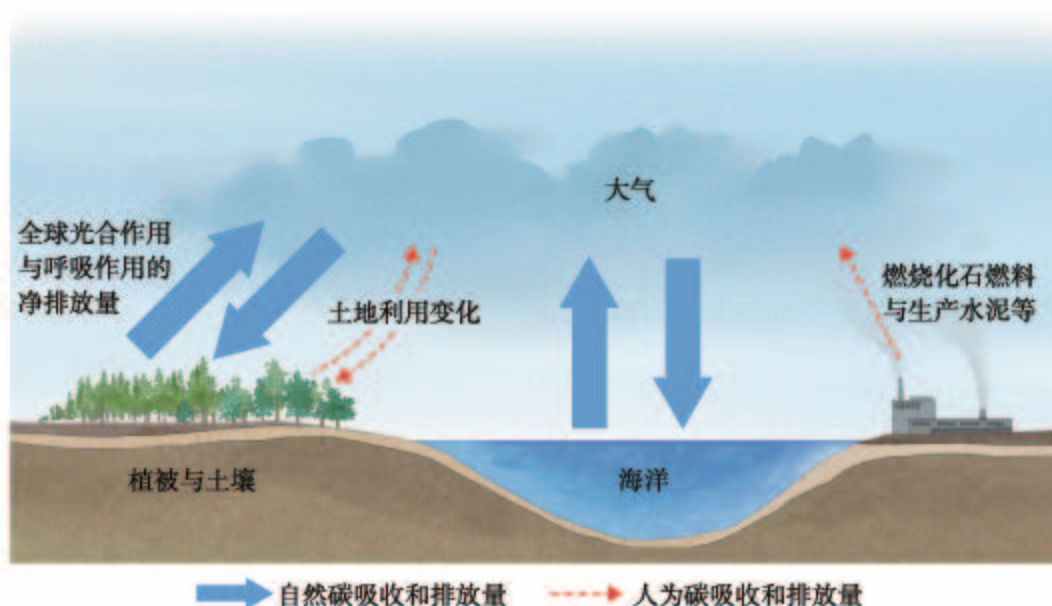 大气
全球光合作用
与呼吸作用的
净排放量
土地利用变化
燃烧化石燃料
与生产水泥等
植被与土壤
海洋
自然碳吸收和排放量
人为碳吸收和排放量